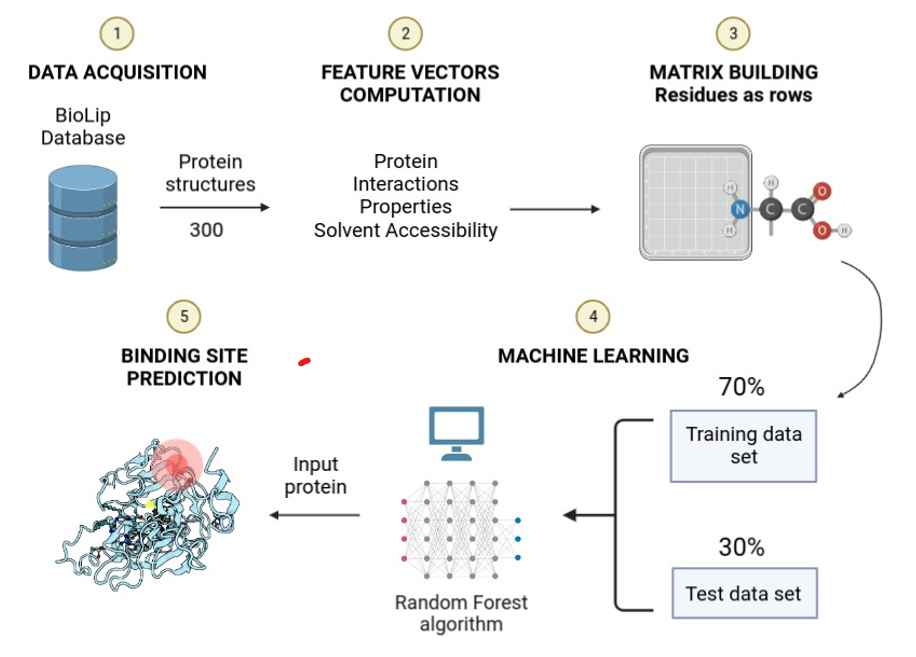 1
DATA ACQUISITION
BioLip
Database
Protein
structures
300
2
FEATURE VECTORS
COMPUTATION
Protein
Interactions
Properties
Solvent Accessibility
3
MATRIX BUILDING
Residues as rows
H
H
N
H
C
C
O
O
H
4
MACHINE LEARNING
70%
Training data
set
30%
Test data set
Random Forest
algorithm
Input
protein
5
BINDING SITE
PREDICTION